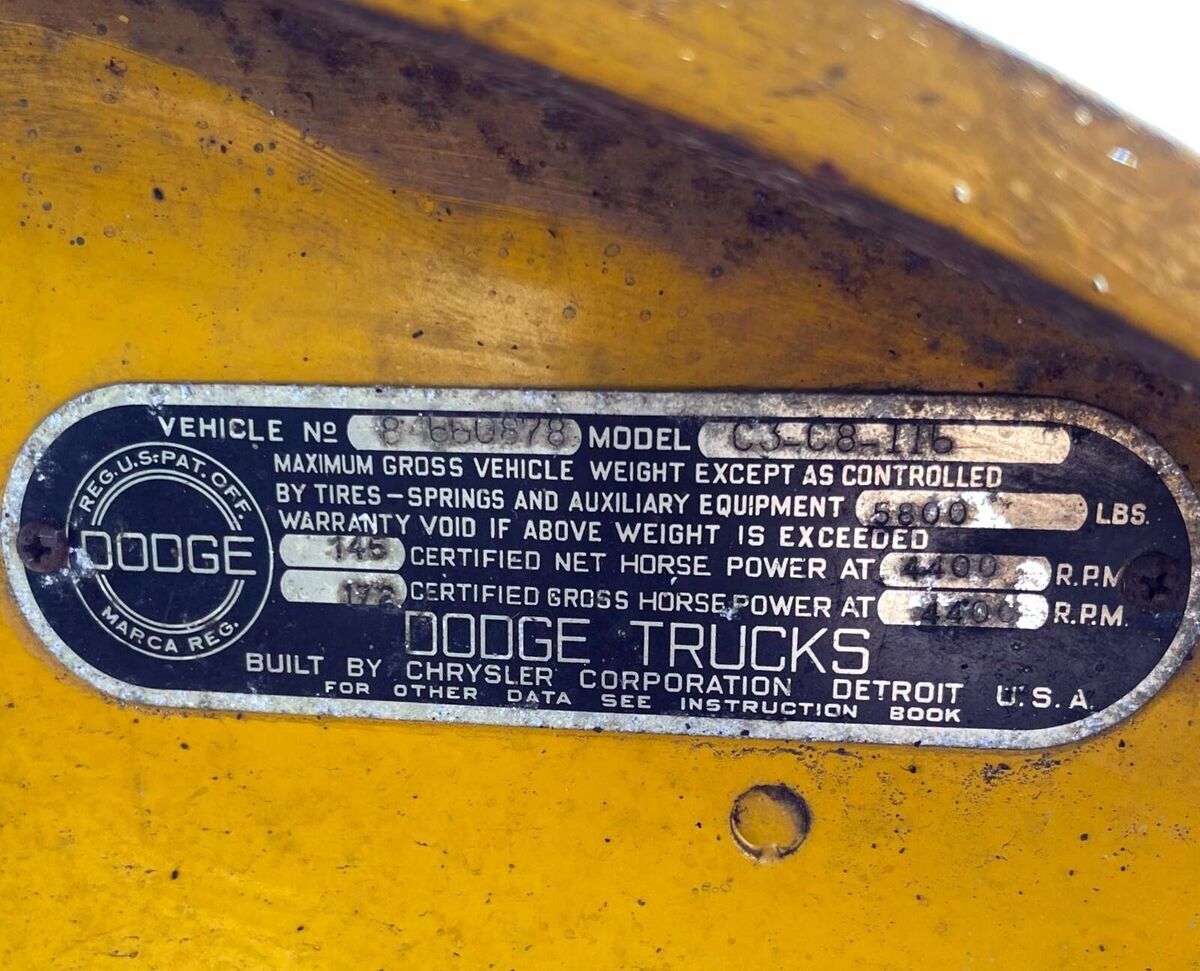 VEHICLE Nº 84660878 MODEL C3-C8-116
MAXIMUM GROSS VEHICLE WEIGHT EXCEPT AS CONTROLLED
BY TIRES-SPRINGS AND AUXILIARY EQUIPMENT 5800 LBS.
WARRANTY VOID IF ABOVE WEIGHT IS EXCEEDED
145 CERTIFIED NET HORSE POWER AT 4400 R.P.M
172 CERTIFIED GROSS HORSE POWER AT 4400 R.P.M.
REG. U.S. PAT. OFF.
DODGE
MARCA REG.
DODGE TRUCKS
BUILT BY CHRYSLER CORPORATION DETROIT U.S.A.
FOR OTHER DATA SEE INSTRUCTION BOOK